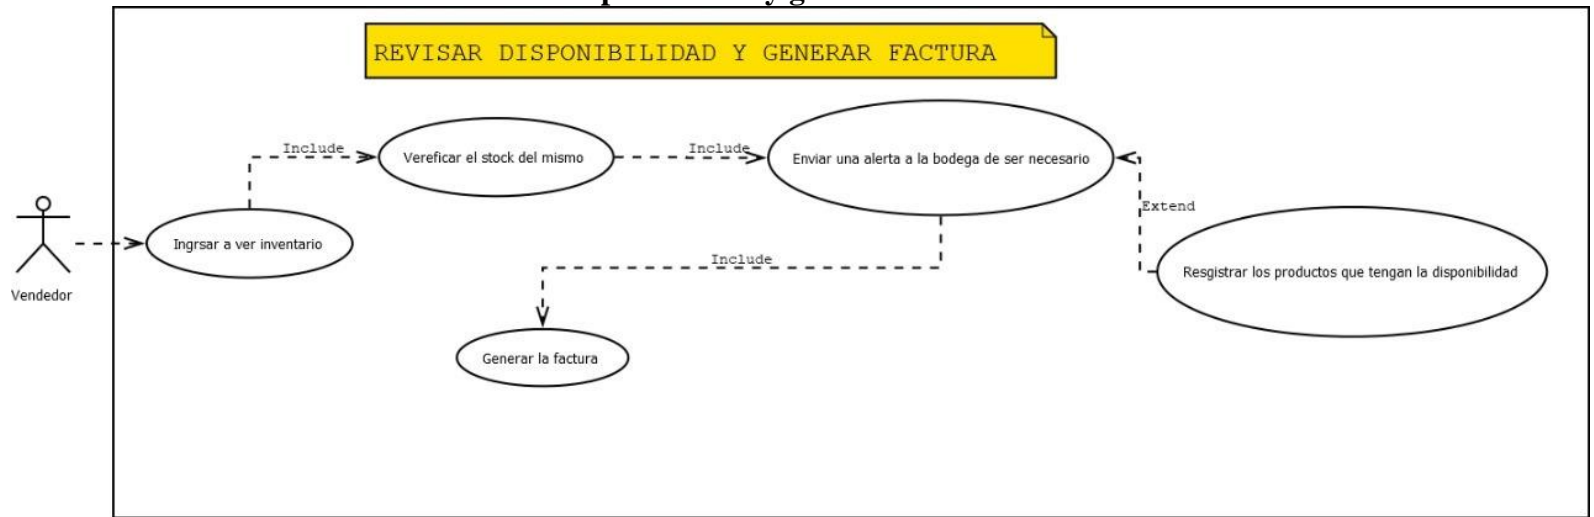 REVISAR DISPONIBILIDAD Y GENERAR FACTURA
Include
Include
Vereficar el stock del mismo
Enviar una alerta a la bodega de ser necesario
Extend
Ingrsar a ver inventario
Include
Resgistrar los productos que tengan la disponibilidad
Vendedor
Generar la factura